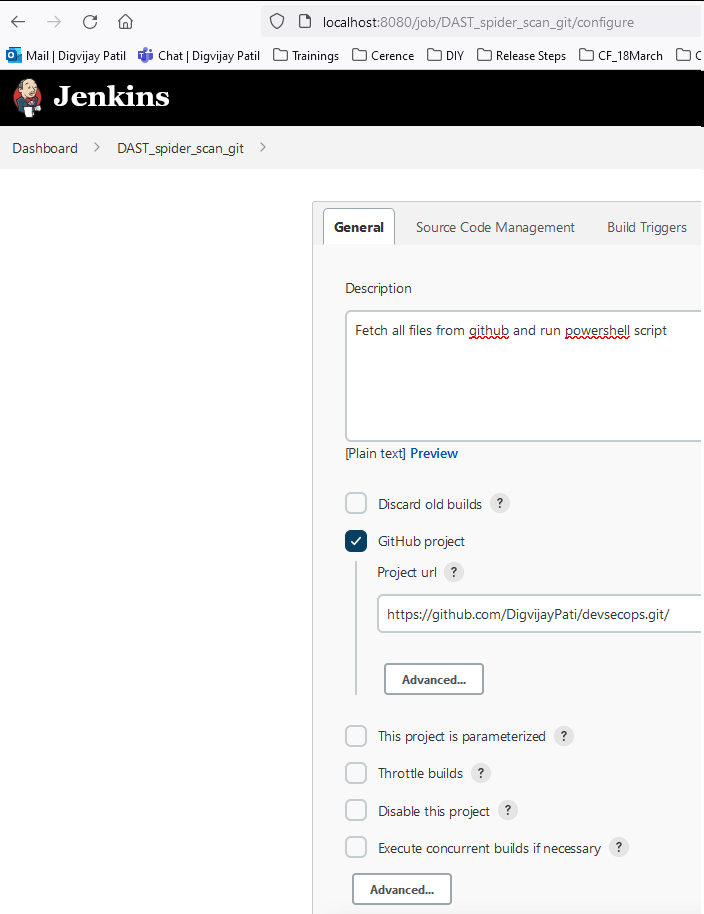 localhost:8080/job/DAST_spider_scan_git/configure
Mail | Digvijay Patil Chat | Digvijay Patil Trainings Cerence DIY Release Steps CF_18March C
Jenkins
Dashboard > DAST_spider_scan_git >
General Source Code Management Build Triggers
Description
Fetch all files from github and run powershell script
[Plain text] Preview
Discard old builds ?
GitHub project
Project url ?
https://github.com/DigvijayPati/devsecops.git/
Advanced...
This project is parameterized ?
Throttle builds ?
Disable this project ?
Execute concurrent builds if necessary ?
Advanced...